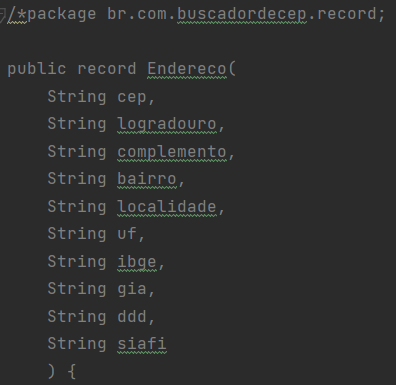 /*package br.com.buscadordecep.record;
public record Endereco(
String cep,
String logradouro,
String complemento,
String bairro,
String localidade,
String uf,
String ibge,
String gia,
String ddd,
String siafi
) {